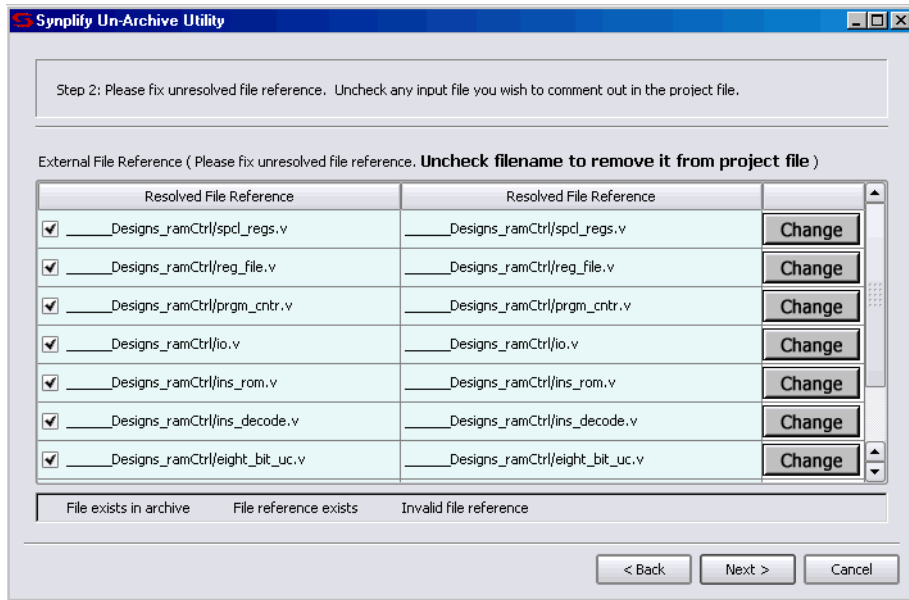 Synplify Un-Archive Utility
Step 2: Please fix unresolved file reference. Uncheck any input file you wish to comment out in the project file.
External File Reference ( Please fix unresolved file reference. Uncheck filename to remove it from project file )
Resolved File Reference Resolved File Reference
______Designs_ramCtrl/spcl_regs.v ______Designs_ramCtrl/spcl_regs.v Change
______Designs_ramCtrl/reg_file.v ______Designs_ramCtrl/reg_file.v Change
______Designs_ramCtrl/prgm_cntr.v ______Designs_ramCtrl/prgm_cntr.v Change
______Designs_ramCtrl/io.v ______Designs_ramCtrl/io.v Change
______Designs_ramCtrl/ins_rom.v ______Designs_ramCtrl/ins_rom.v Change
______Designs_ramCtrl/ins_decode.v ______Designs_ramCtrl/ins_decode.v Change
______Designs_ramCtrl/eight_bit_uc.v ______Designs_ramCtrl/eight_bit_uc.v Change
File exists in archive File reference exists Invalid file reference
< Back Next > Cancel